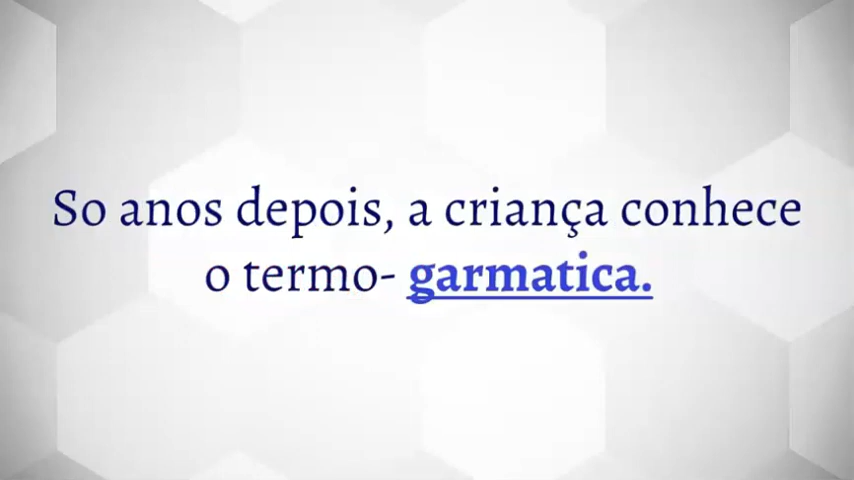 So anos depois, a criança conhece
o termo- garmatica.